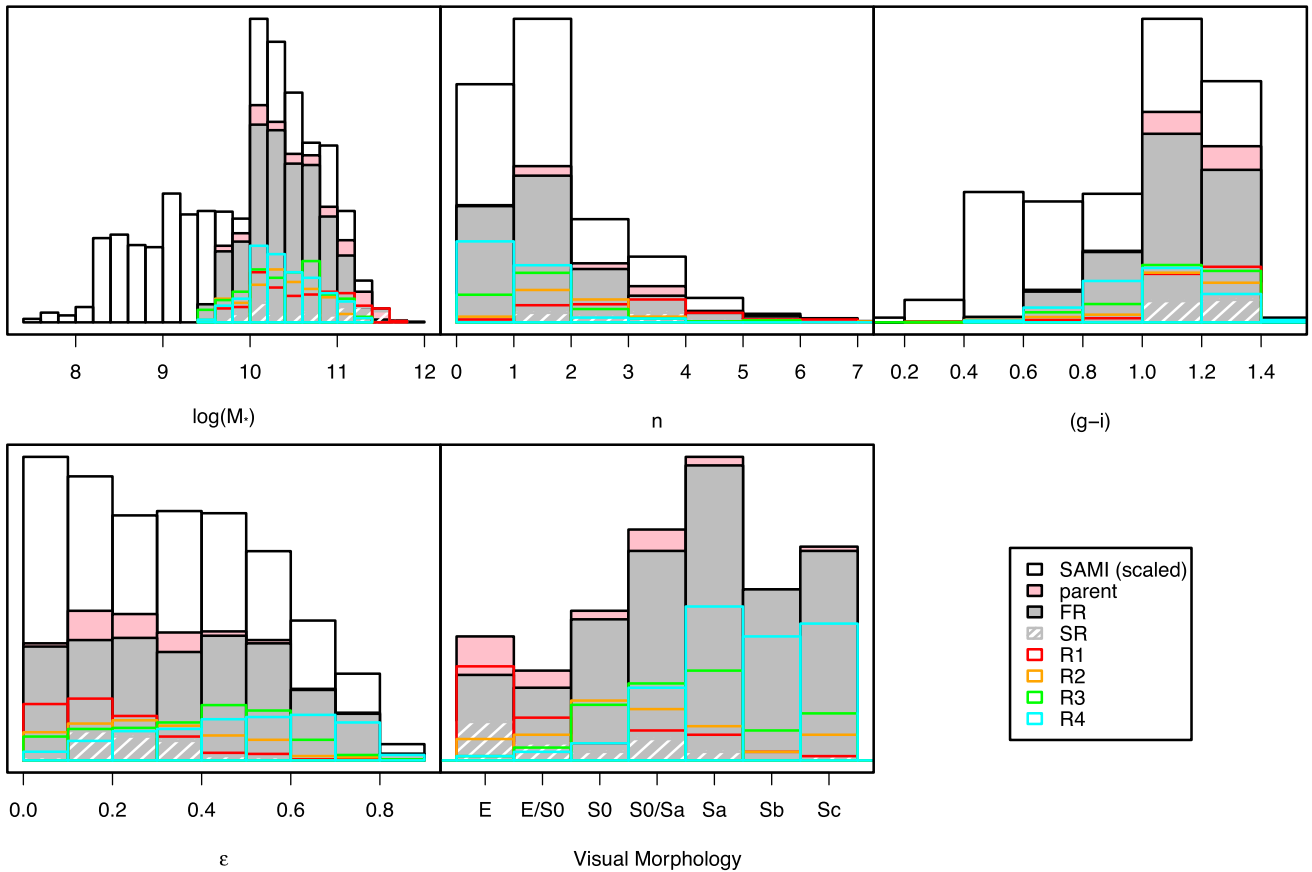 8 9 10 11 12
log(M*)
0 1 2 3 4 5 6 7
n
0.2 0.4 0.6 0.8 1.0 1.2 1.4
(g−i)
0.0 0.2 0.4 0.6 0.8
ε
E E/S0 S0 S0/Sa Sa Sb Sc
Visual Morphology
SAMI (scaled)
parent
FR
SR
R1
R2
R3
R4